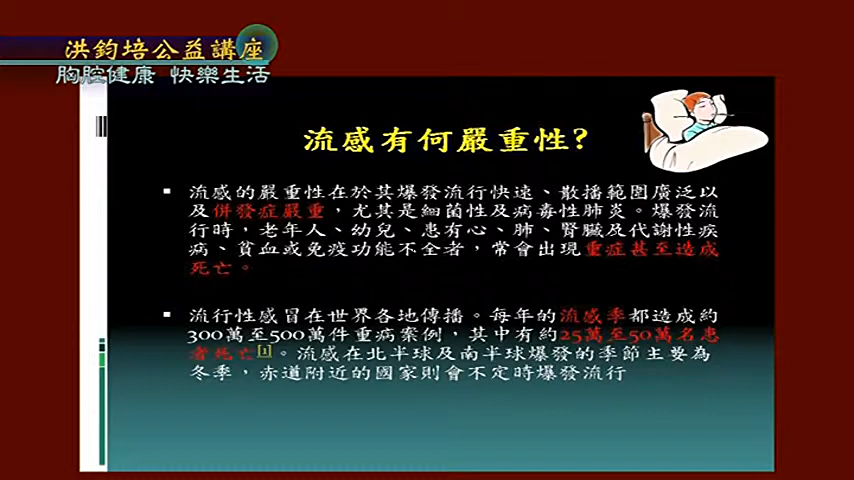 洪鈞培公益講座
胸腔健康 快樂生活
流感有何嚴重性?
流感的嚴重性在於其爆發流行快速、散播範圍廣泛以
及併發症嚴重，尤其是細菌性及病毒性肺炎。爆發流
行時，老年人、幼兒、患有心、肺、腎臟及代謝性疾
病、貧血或免疫功能不全者，常會出現重症甚至造成
死亡。
流行性感冒在世界各地傳播。每年的流感季都造成約
300萬至500萬件重病案例，其中有約25萬至50萬名患
者死亡[1]。流感在北半球及南半球爆發的季節主要為
冬季，赤道附近的國家則會不定時爆發流行